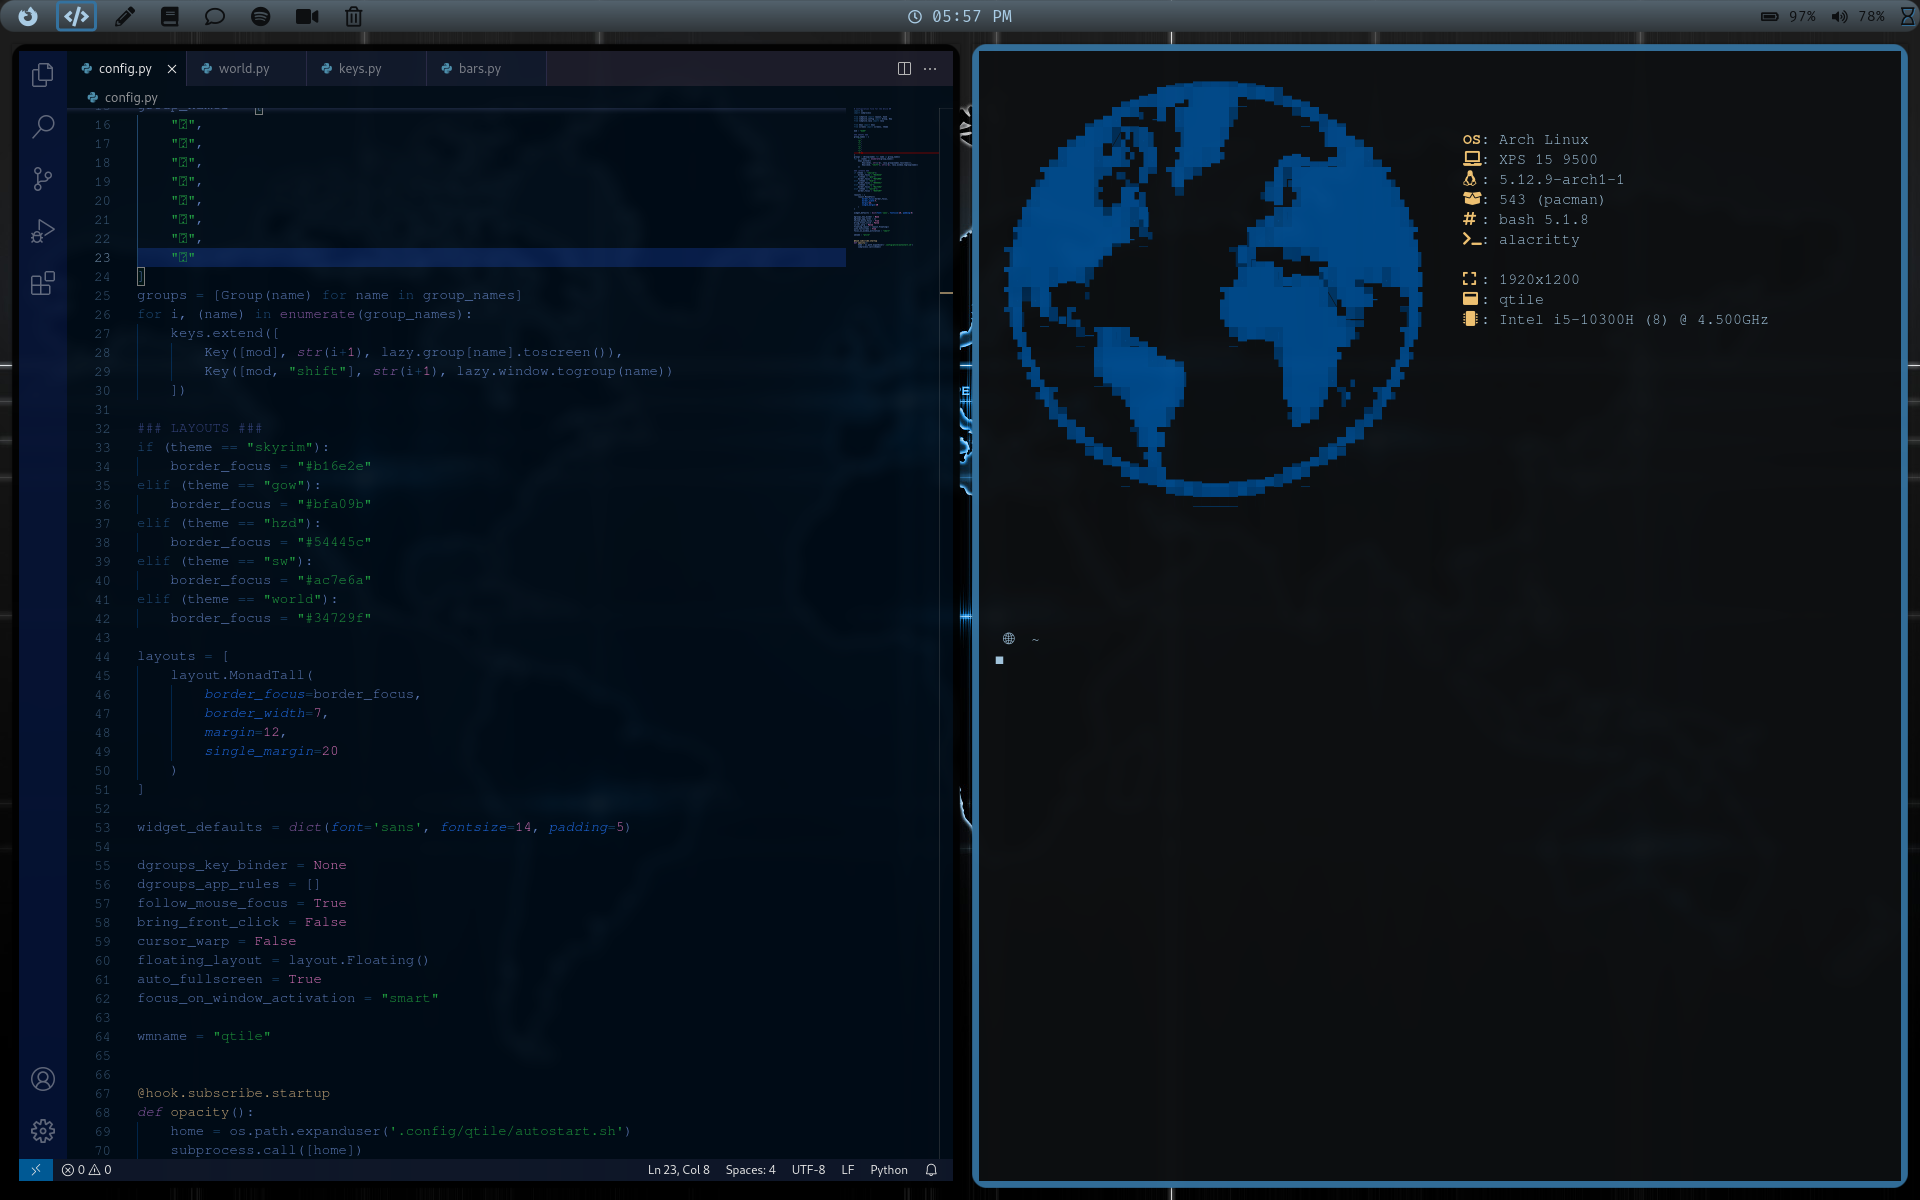 05:57 PM
97% 78%
config.py
world.py
keys.py
bars.py
config.py
16 "",
17 "",
18 "",
19 "",
20 "",
21 "",
22 "",
23 ""
24 ]
25 groups = [Group(name) for name in group_names]
26 for i, (name) in enumerate(group_names):
27 keys.extend([
28 Key([mod], str(i+1), lazy.group[name].toscreen()),
29 Key([mod, "shift"], str(i+1), lazy.window.togroup(name))
30 ])
31
32 ### LAYOUTS ###
33 if (theme == "skyrim"):
34 border_focus = "#b16e2e"
35 elif (theme == "gow"):
36 border_focus = "#bfa09b"
37 elif (theme == "hzd"):
38 border_focus = "#54445c"
39 elif (theme == "sw"):
40 border_focus = "#ac7e6a"
41 elif (theme == "world"):
42 border_focus = "#34729f"
43
44 layouts = [
45 layout.MonadTall(
46 border_focus=border_focus,
47 border_width=7,
48 margin=12,
49 single_margin=20
50 )
51 ]
52
53 widget_defaults = dict(font='sans', fontsize=14, padding=5)
54
55 dgroups_key_binder = None
56 dgroups_app_rules = []
57 follow_mouse_focus = True
58 bring_front_click = False
59 cursor_warp = False
60 floating_layout = layout.Floating()
61 auto_fullscreen = True
62 focus_on_window_activation = "smart"
63
64 wmname = "qtile"
65
66
67 @hook.subscribe.startup
68 def opacity():
69 home = os.path.expanduser('.config/qtile/autostart.sh')
70 subprocess.call([home])
0 0
Ln 23, Col 8 Spaces: 4 UTF-8 LF Python
OS: Arch Linux
: XPS 15 9500
: 5.12.9-arch1-1
: 543 (pacman)
#: bash 5.1.8
: alacritty
: 1920x1200
: qtile
: Intel i5-10300H (8) @ 4.500GHz
~